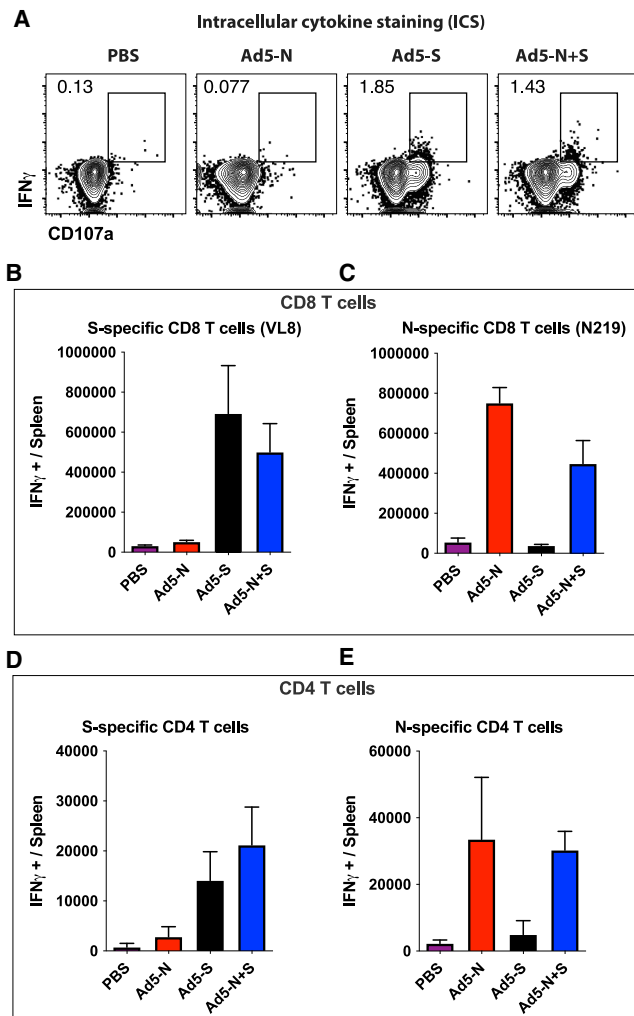 A
Intracellular cytokine staining (ICS)
PBS Ad5-N Ad5-S Ad5-N+S
0.13 0.077 1.85 1.43
IFNγ
CD107a
B C
CD8 T cells
S-specific CD8 T cells (VL8) N-specific CD8 T cells (N219)
1000000 1000000
800000 800000
600000 600000
400000 400000
200000 200000
0 0
IFNγ + / Spleen IFNγ + / Spleen
PBS Ad5-N Ad5-S Ad5-N+S PBS Ad5-N Ad5-S Ad5-N+S
D E
CD4 T cells
S-specific CD4 T cells N-specific CD4 T cells
40000 60000
30000 40000
20000 20000
10000 0
0
IFNγ + / Spleen IFNγ + / Spleen
PBS Ad5-N Ad5-S Ad5-N+S PBS Ad5-N Ad5-S Ad5-N+S